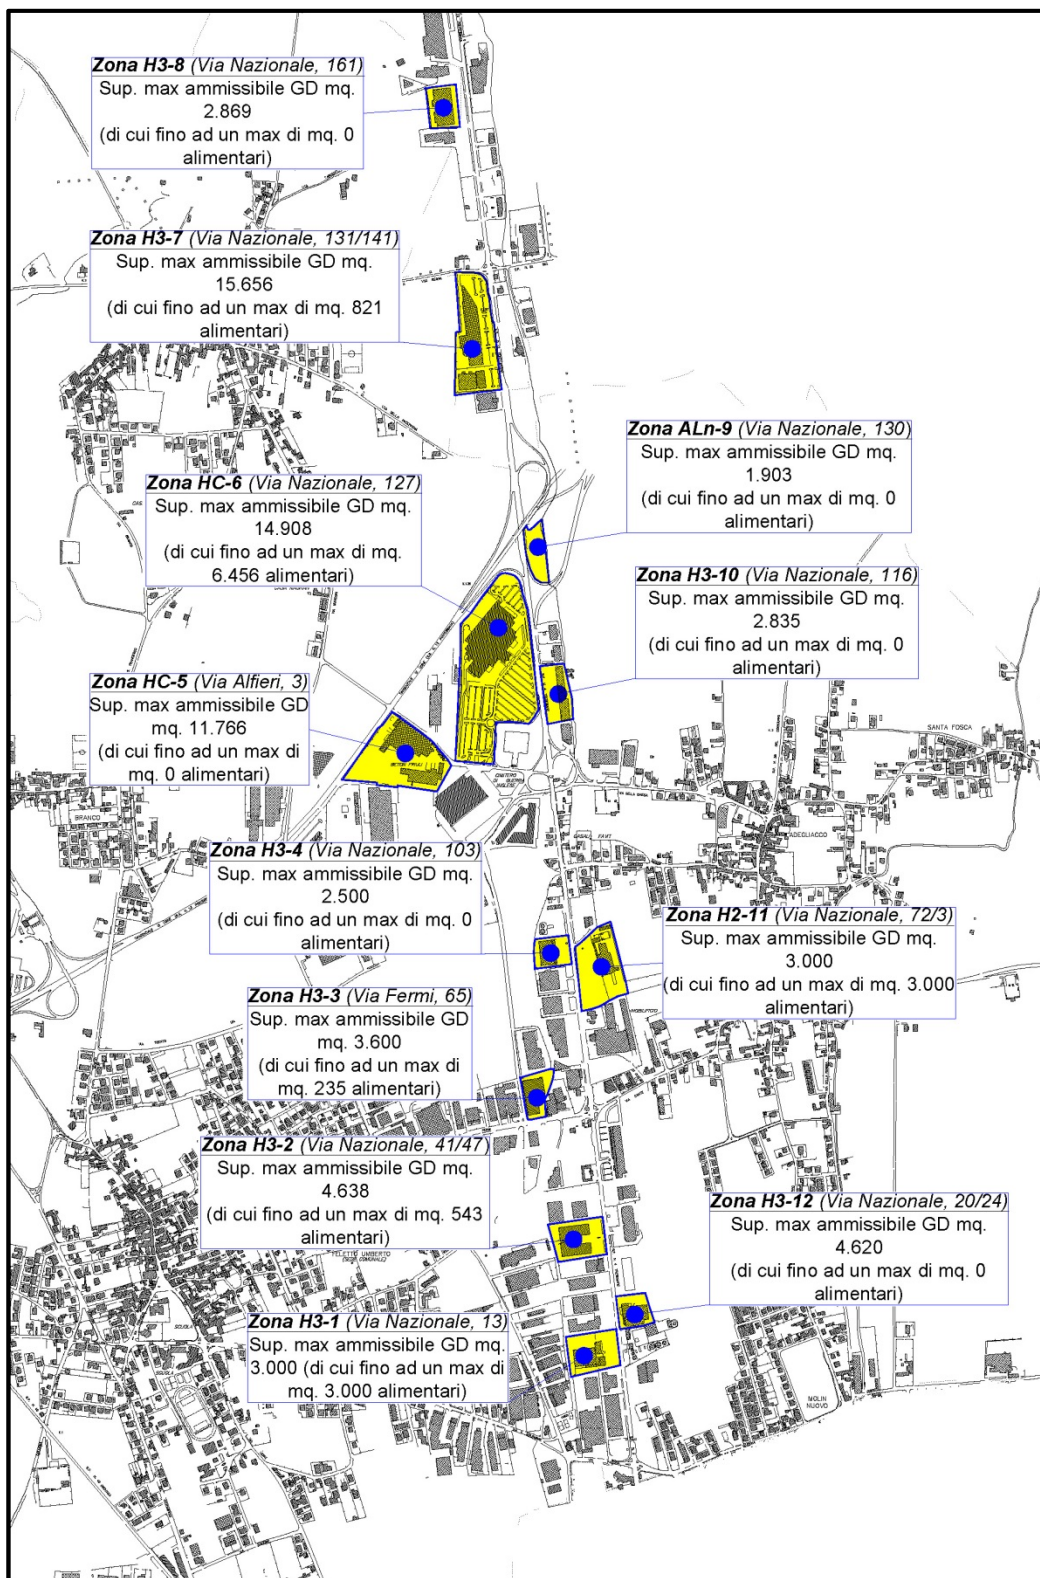 Zona H3-8 (Via Nazionale, 161)
Sup. max ammissibile GD mq.
2.869
(di cui fino ad un max di mq. 0
alimentari)
Zona H3-7 (Via Nazionale, 131/141)
Sup. max ammissibile GD mq.
15.656
(di cui fino ad un max di mq. 821
alimentari)
Zona ALn-9 (Via Nazionale, 130)
Sup. max ammissibile GD mq.
1.903
(di cui fino ad un max di mq. 0
alimentari)
Zona HC-6 (Via Nazionale, 127)
Sup. max ammissibile GD mq.
14.908
(di cui fino ad un max di mq.
6.456 alimentari)
Zona H3-10 (Via Nazionale, 116)
Sup. max ammissibile GD mq.
2.835
(di cui fino ad un max di mq. 0
alimentari)
Zona HC-5 (Via Alfieri, 3)
Sup. max ammissibile GD
mq. 11.766
(di cui fino ad un max di
mq. 0 alimentari)
SANTA FOSCA
CIMITERO
DI GUERRA
INGLESE
BRANCO
ADEGLIACCO
Zona H3-4 (Via Nazionale, 103)
Sup. max ammissibile GD mq.
2.500
(di cui fino ad un max di mq. 0
alimentari)
Zona H2-11 (Via Nazionale, 72/3)
Sup. max ammissibile GD mq.
3.000
(di cui fino ad un max di mq. 3.000
alimentari)
Zona H3-3 (Via Fermi, 65)
Sup. max ammissibile GD
mq. 3.600
(di cui fino ad un max di
mq. 235 alimentari)
Zona H3-2 (Via Nazionale, 41/47)
Sup. max ammissibile GD mq.
4.638
(di cui fino ad un max di mq. 543
alimentari)
Zona H3-12 (Via Nazionale, 20/24)
Sup. max ammissibile GD mq.
4.620
(di cui fino ad un max di mq. 0
alimentari)
Zona H3-1 (Via Nazionale, 13)
Sup. max ammissibile GD mq.
3.000 (di cui fino ad un max di
mq. 3.000 alimentari)
SCUOLA
SCUOLA
MOLIN
NUOVO